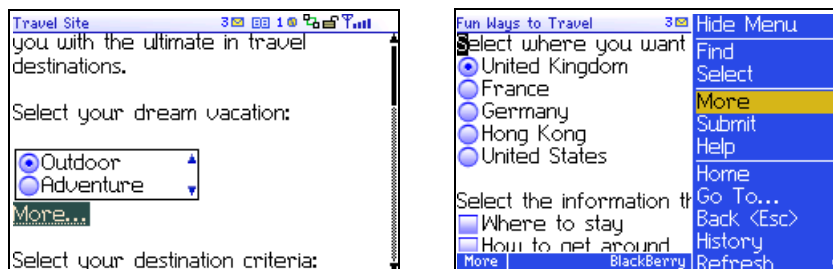 Travel Site 3
you with the ultimate in travel
destinations.
Select your dream vacation:
Outdoor
Adventure
More...
Select your destination criteria:
Fun Ways to Travel 3
Select where you want
United Kingdom
France
Germany
Hong Kong
United States
Select the information th
Where to stay
How to get around
More BlackBerry
Hide Menu
Find
Select
More
Submit
Help
Home
Go To...
Back <Esc>
History
Refresh